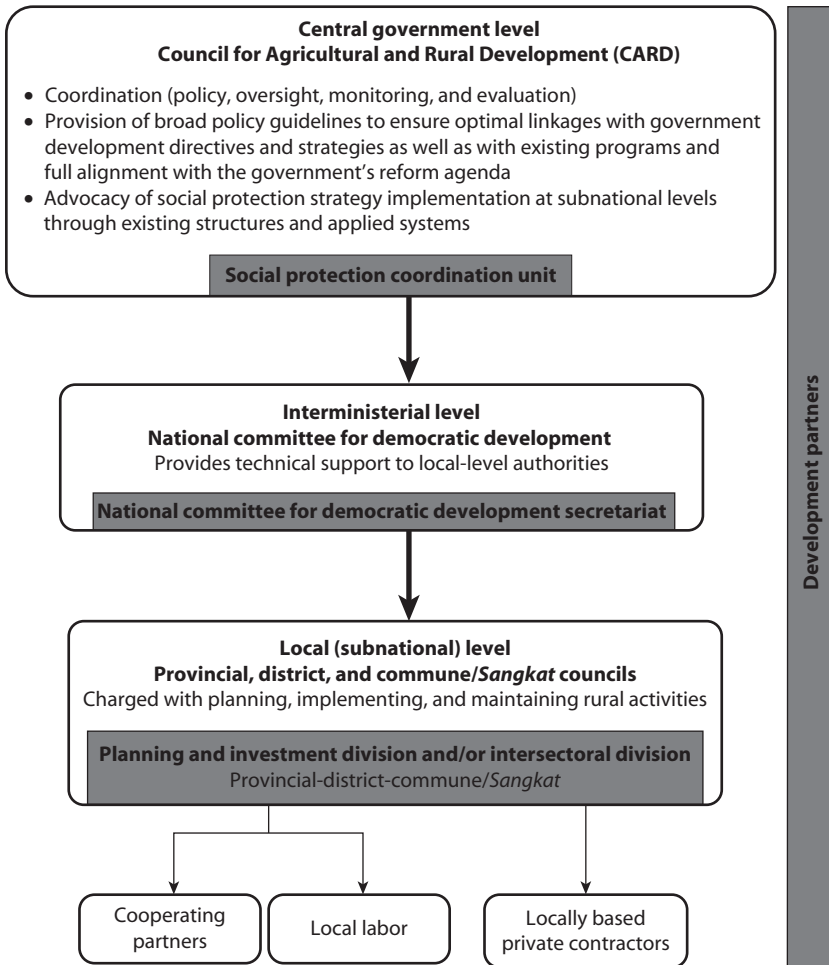 Central government level
Council for Agricultural and Rural Development (CARD)
• Coordination (policy, oversight, monitoring, and evaluation)
• Provision of broad policy guidelines to ensure optimal linkages with government
development directives and strategies as well as with existing programs and
full alignment with the government's reform agenda
• Advocacy of social protection strategy implementation at subnational levels
through existing structures and applied systems
Social protection coordination unit
Interministerial level
National committee for democratic development
Provides technical support to local-level authorities
National committee for democratic development secretariat
Local (subnational) level
Provincial, district, and commune/Sangkat councils
Charged with planning, implementing, and maintaining rural activities
Planning and investment division and/or intersectoral division
Provincial-district-commune/Sangkat
Cooperating
partners
Local labor
Locally based
private contractors
Development partners